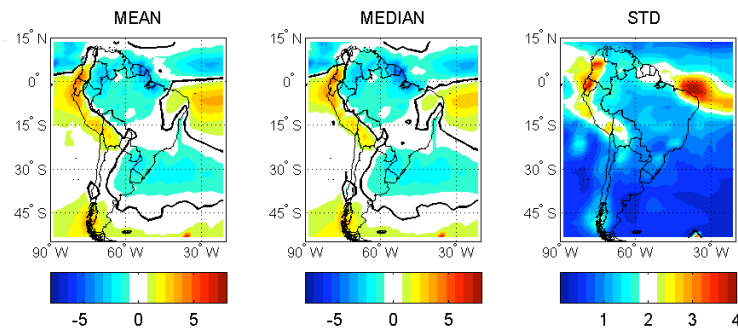 MEAN MEDIAN STD
15° N 15° N 15° N
0° 0° 0°
15° S 15° S 15° S
30° S 30° S 30° S
45° S 45° S 45° S
90° W 60° W 30° W 90° W 60° W 30° W 90° W 60° W 30° W
-5 0 5 -5 0 5 1 2 3 4